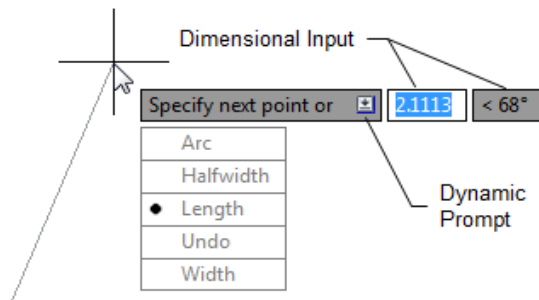 Dimensional Input
Specify next point or 2.1113 < 68°
Arc
Halfwidth
Length
Undo
Width
Dynamic
Prompt